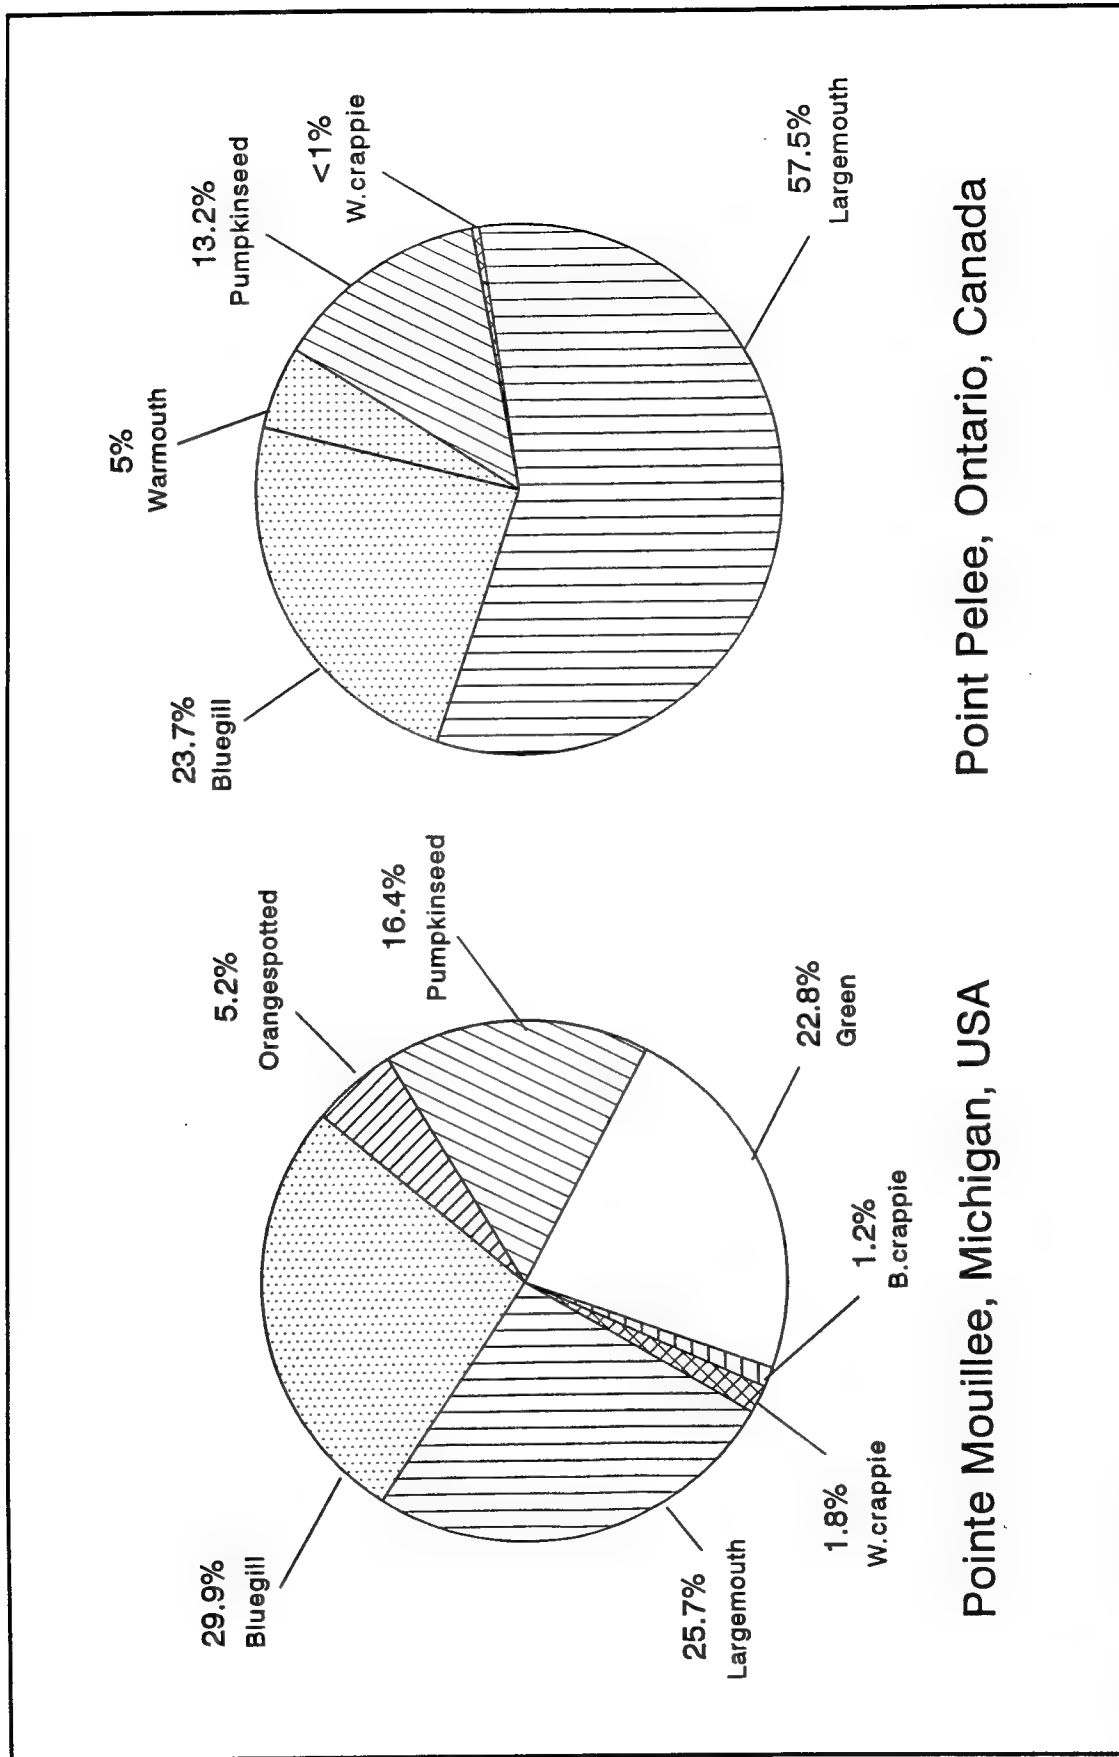 29.9%
Bluegill
5.2%
Orangespotted
16.4%
Pumpkinseed
22.8%
Green
1.2%
B.crappie
1.8%
W.crappie
25.7%
Largemouth
Pointe Mouillee, Michigan, USA
23.7%
Bluegill
5%
Warmouth
13.2%
Pumpkinseed
<1%
W.crappie
57.5%
Largemouth
Point Pelee, Ontario, Canada